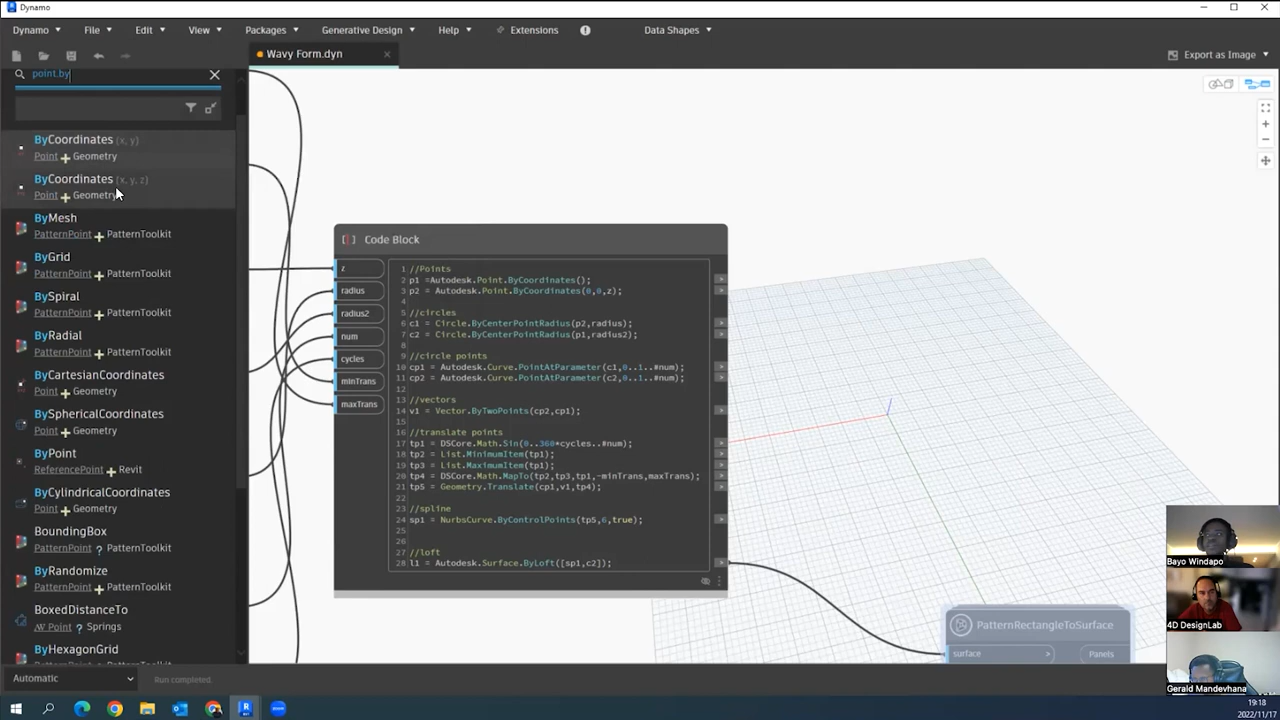 Dynamo
Dynamo File Edit View Packages Generative Design Help Extensions Data Shapes
Wavy Form.dyn
Export as Image
point.by
ByCoordinates (x, y)
Point Geometry
ByCoordinates (x, y, z)
Point Geometry
ByMesh
PatternPoint PatternToolkit
ByGrid
PatternPoint PatternToolkit
BySpiral
PatternPoint PatternToolkit
ByRadial
PatternPoint PatternToolkit
ByCartesianCoordinates
Point Geometry
BySphericalCoordinates
Point Geometry
ByPoint
ReferencePoint Revit
ByCylindricalCoordinates
Point Geometry
BoundingBox
PatternPoint ? PatternToolkit
ByRandomize
PatternPoint PatternToolkit
BoxedDistanceTo
Point ? Springs
ByHexagonGrid
PatternPoint PatternToolkit
Automatic
Run completed.
Code Block
z
radius
radius2
num
cycles
minTrans
maxTrans
1 //Points
2 p1 =Autodesk.Point.ByCoordinates();
3 p2 = Autodesk.Point.ByCoordinates(0,0,z);
4
5 //circles
6 c1 = Circle.ByCenterPointRadius(p2,radius);
7 c2 = Circle.ByCenterPointRadius(p1,radius2);
8
9 //circle points
10 cp1 = Autodesk.Curve.PointAtParameter(c1,0..1..#num);
11 cp2 = Autodesk.Curve.PointAtParameter(c2,0..1..#num);
12
13 //vectors
14 v1 = Vector.ByTwoPoints(cp2,cp1);
15
16 //translate points
17 tp1 = DSCore.Math.Sin(0..360*cycles..#num);
18 tp2 = List.MinimumItem(tp1);
19 tp3 = List.MaximumItem(tp1);
20 tp4 = DSCore.Math.MapTo(tp2,tp3,tp1,-minTrans,maxTrans);
21 tp5 = Geometry.Translate(cp1,v1,tp4);
22
23 //spline
24 sp1 = NurbsCurve.ByControlPoints(tp5,6,true);
25
26
27 //loft
28 l1 = Autodesk.Surface.ByLoft([sp1,c2]);
PatternRectangleToSurface
surface > Panels
Bayo Windapo
4D DesignLab
Gerald Mandevhana
19:18
2022/11/17